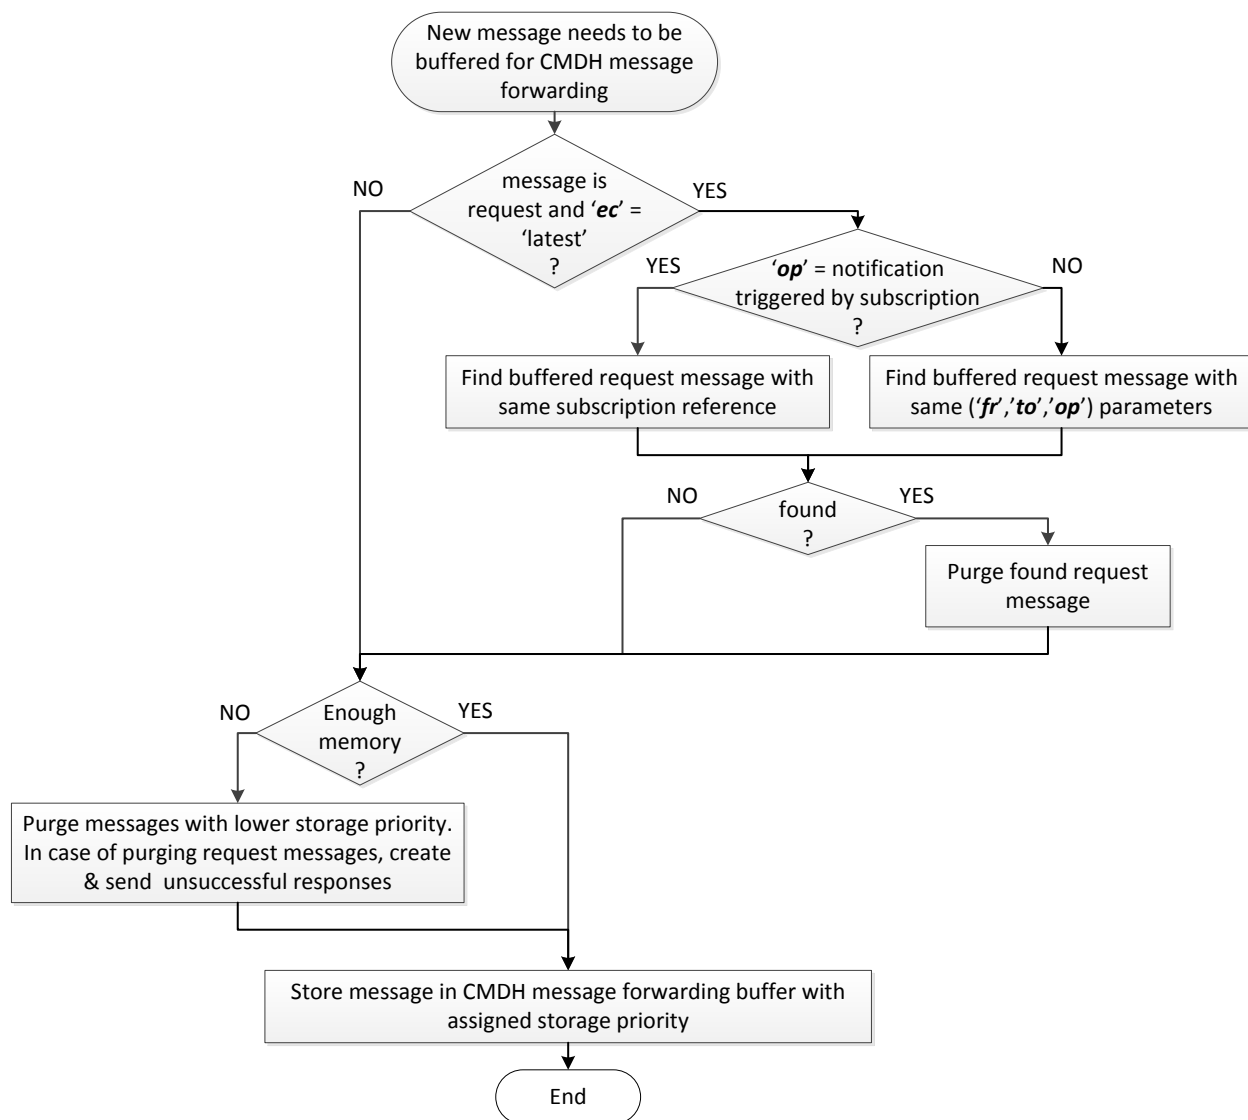 New message needs to be
buffered for CMDH message
forwarding
NO
message is
request and ‘ec’ =
‘latest’
?
YES
YES
‘op’ = notification
triggered by subscription
?
NO
Find buffered request message with
same subscription reference
Find buffered request message with
same (‘fr’,’to’,’op’) parameters
NO
found
?
YES
Purge found request
message
NO
Enough
memory
?
YES
Purge messages with lower storage priority.
In case of purging request messages, create
& send  unsuccessful responses
Store message in CMDH message forwarding buffer with
assigned storage priority
End